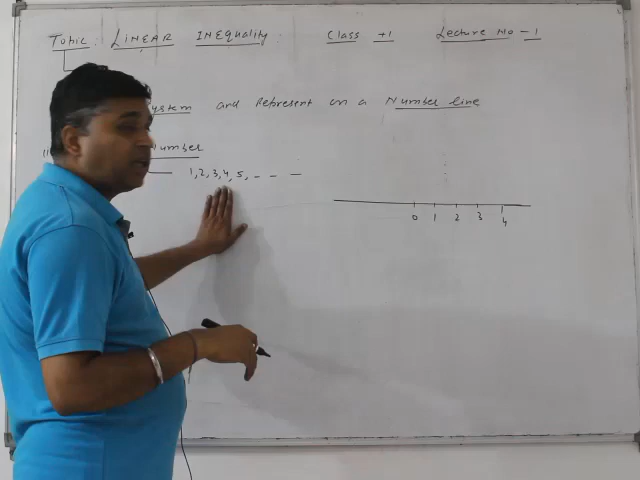 Topic: LINEAR INEQUALITY: Class +1 Lecture No - 1
ystem and Represent on a Number line
umber
1,2,3,4,5,- - -
0 1 2 3 4